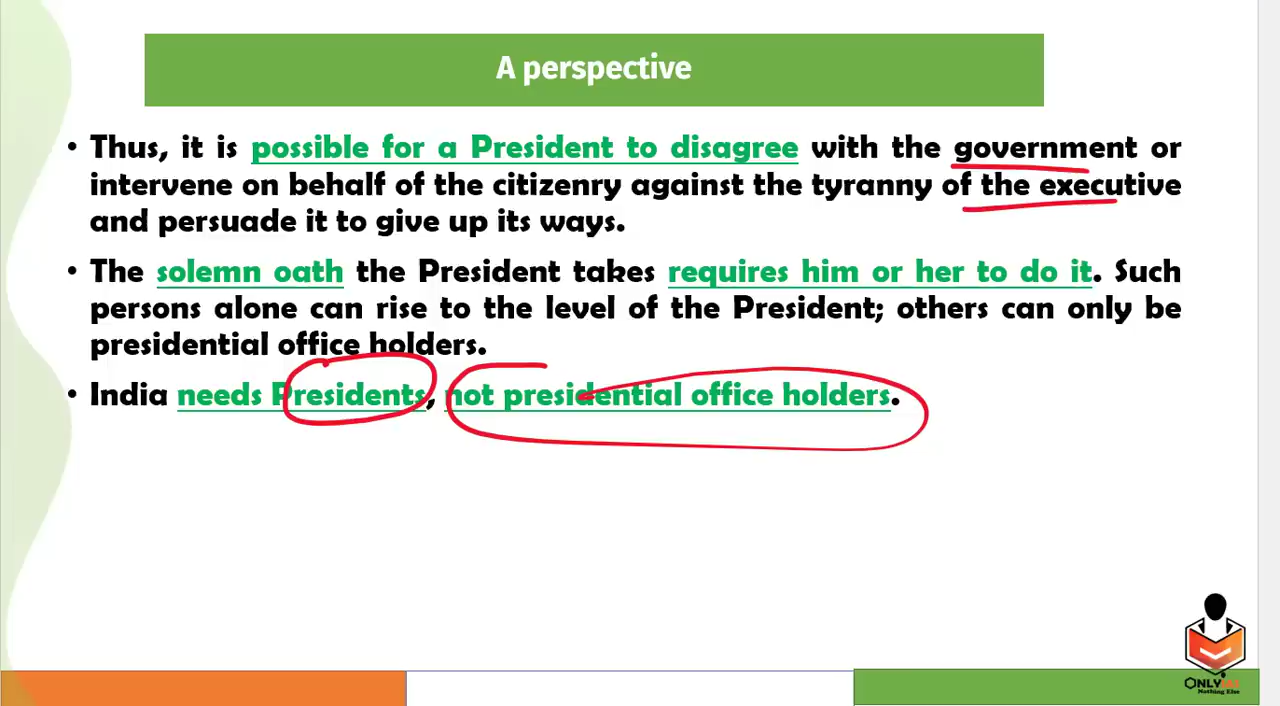 A perspective
• Thus, it is possible for a President to disagree with the government or
intervene on behalf of the citizenry against the tyranny of the executive
and persuade it to give up its ways.
• The solemn oath the President takes requires him or her to do it. Such
persons alone can rise to the level of the President; others can only be
presidential office holders.
• India needs Presidents, not presidential office holders.
ONLYIAS
Nothing Else